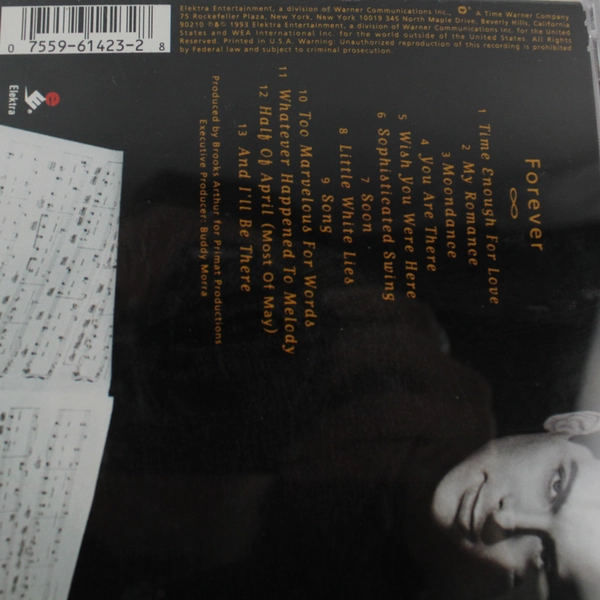 Forever
∞
1 Time Enough For Love
2 My Romance
3 Moondance
4 You Are There
5 Wish You Were Here
6 Sophisticated Swing
7 Soon
8 Little White Lies
9 Song
10 Too Marvelous For Words
11 Whatever Happened To Melody
12 Half Of April (Most Of May)
13 And I'll Be There
Produced by Brooks Arthur for Primat Productions
Executive Producer: Buddy Morra
Elektra
0 7559-61423-2 8
Elektra Entertainment, a division of Warner Communications Inc., A Time Warner Company
75 Rockefeller Plaza, New York, New York 10019 345 North Maple Drive, Beverly Hills, California
90210 ℗ & © 1993 Elektra Entertainment, a division of Warner Communications Inc. for the United
States and WEA International Inc. for the world outside of the United States. All Rights
Reserved. Printed in U.S.A. Warning: Unauthorized reproduction of this recording is prohibited
by Federal law and subject to criminal prosecution.